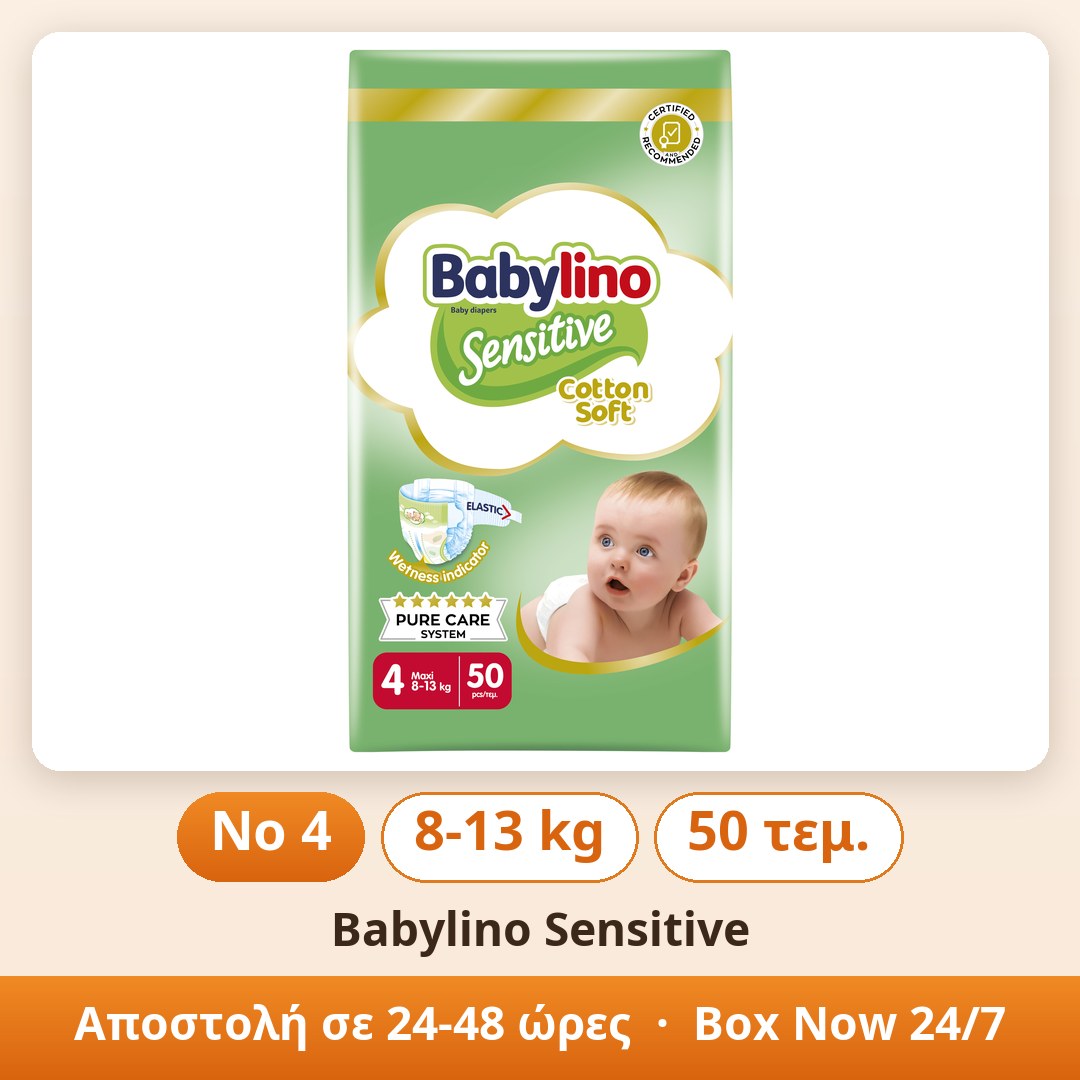 CERTIFIED
AND
RECOMMENDED
Babylino
Baby diapers
Sensitive
Cotton
Soft
ELASTIC
Wetness indicator
PURE CARE
SYSTEM
4 Maxi 8-13 kg 50 pcs/τεμ.
No 4 8-13 kg 50 τεμ.
Babylino Sensitive
Αποστολή σε 24-48 ώρες · Box Now 24/7